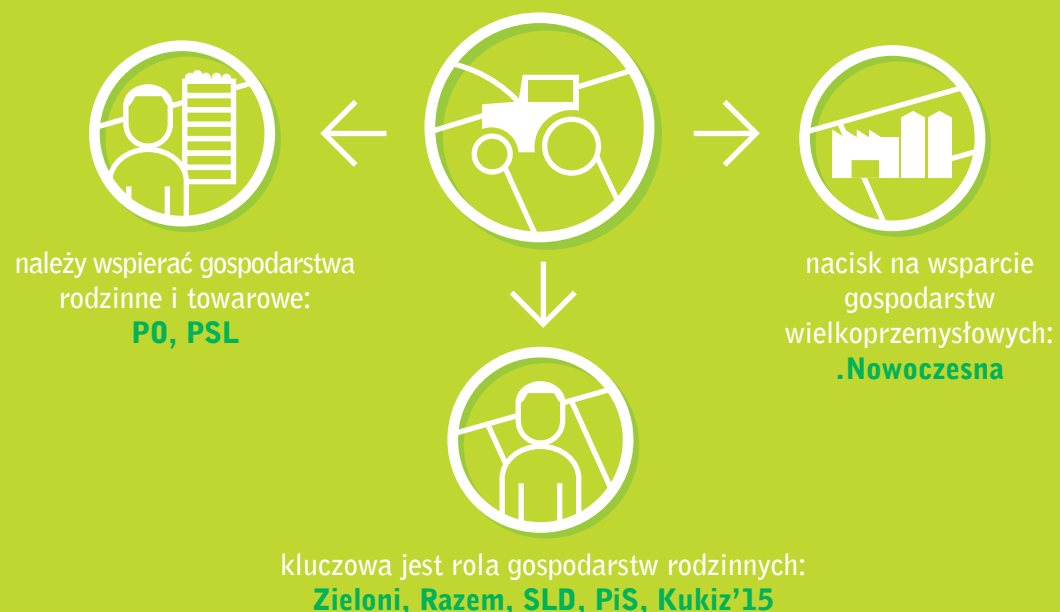 należy wspierać gospodarstwa
rodzinne i towarowe:
PO, PSL
nacisk na wsparcie
gospodarstw
wielkoprzemysłowych:
.Nowoczesna
kluczowa jest rola gospodarstw rodzinnych:
Zieloni, Razem, SLD, PiS, Kukiz’15